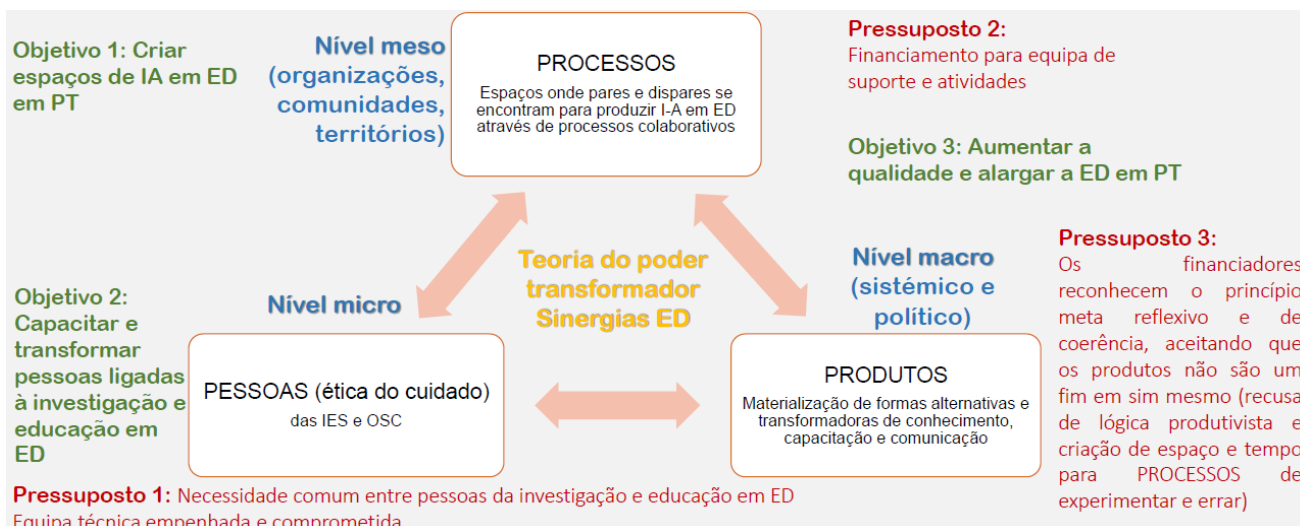 Objetivo 1: Criar
espaços de IA em ED
em PT
Nível meso
(organizações,
comunidades,
territórios)
PROCESSOS
Espaços onde pares e dispares se
encontram para produzir I-A em ED
através de processos colaborativos
Pressuposto 2:
Financiamento para equipa de
suporte e atividades
Objetivo 3: Aumentar a
qualidade e alargar a ED em PT
Teoria do poder
transformador
Sinergias ED
Nível macro
(sistémico e
político)
Pressuposto 3:
Os financiadores
reconhecem o princípio
meta reflexivo e de
coerência, aceitando que
os produtos não são um
fim em sim mesmo (recusa
de lógica produtivista e
criação de espaço e tempo
para PROCESSOS de
experimentar e errar)
Objetivo 2:
Capacitar e
transformar
pessoas ligadas
à investigação e
educação em
ED
Nível micro
PESSOAS (ética do cuidado)
das IES e OSC
PRODUTOS
Materialização de formas alternativas e
transformadoras de conhecimento,
capacitação e comunicação
Pressuposto 1: Necessidade comum entre pessoas da investigação e educação em ED
Equipa técnica empenhada e comprometida